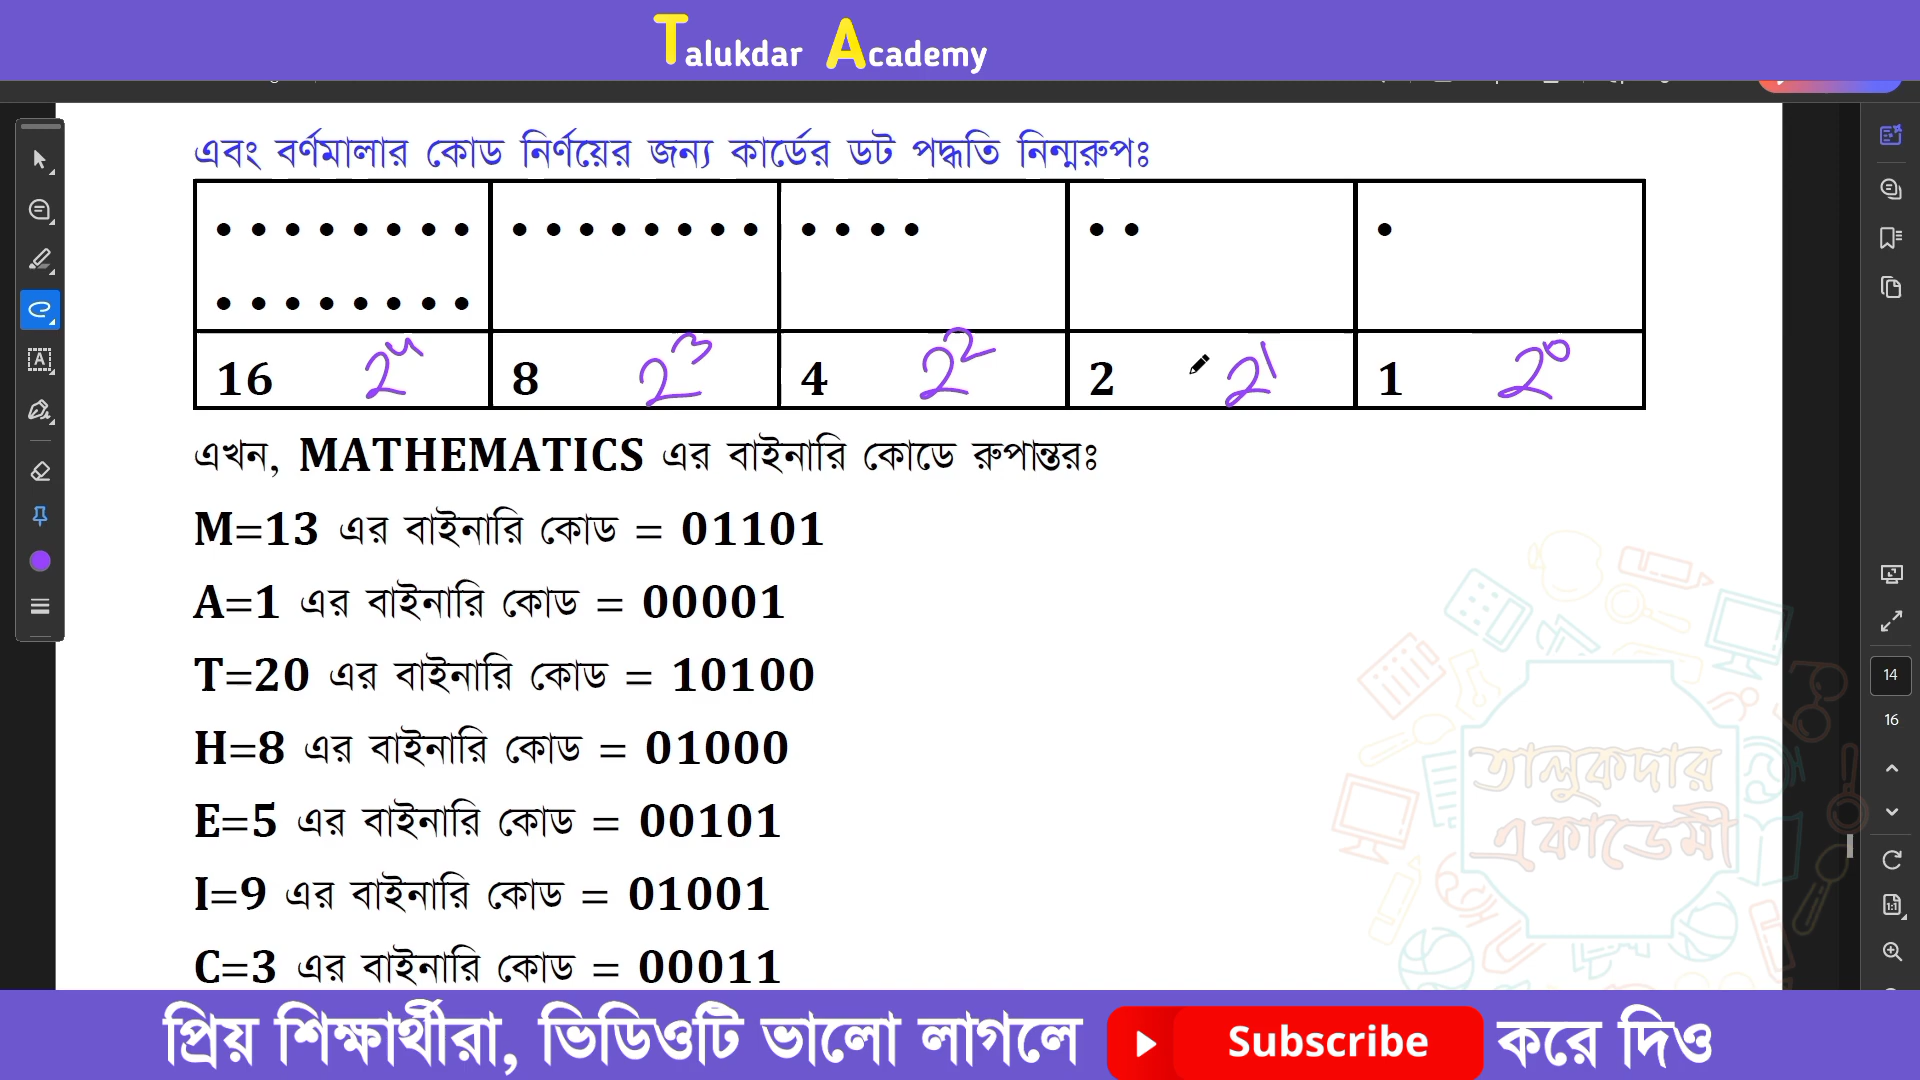 Talukdar Academy
এবং বর্ণমালার কোড নির্ণয়ের জন্য কার্ডের ডট পদ্ধতি নিন্মরুপঃ
16 2⁴ 8 2³ 4 2² 2 2¹ 1 2⁰
এখন, MATHEMATICS এর বাইনারি কোডে রুপান্তরঃ
M=13 এর বাইনারি কোড = 01101
A=1 এর বাইনারি কোড = 00001
T=20 এর বাইনারি কোড = 10100
H=8 এর বাইনারি কোড = 01000
E=5 এর বাইনারি কোড = 00101
I=9 এর বাইনারি কোড = 01001
C=3 এর বাইনারি কোড = 00011
তালুকদার
একাডেমী
14
16
প্রিয় শিক্ষার্থীরা, ভিডিওটি ভালো লাগলে Subscribe করে দিও